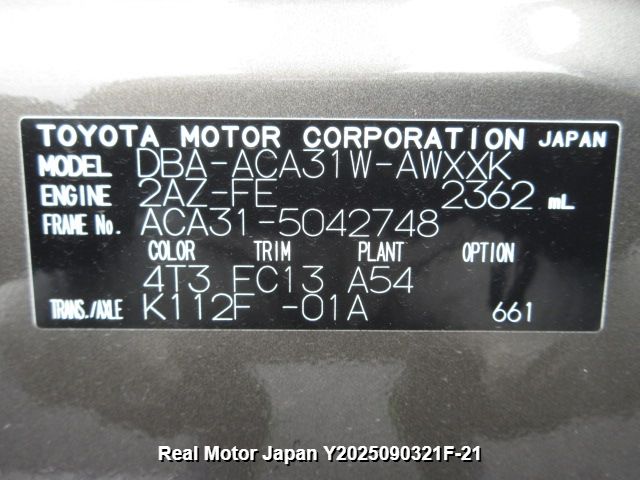 TOYOTA MOTOR CORPORATION JAPAN
MODEL DBA-ACA31W-AWXXK
ENGINE 2AZ-FE 2362 mL
FRAME No. ACA31-5042748
COLOR TRIM PLANT OPTION
4T3 FC13 A54
TRANS./AXLE K112F -01A 661
Real Motor Japan Y2025090321F-21